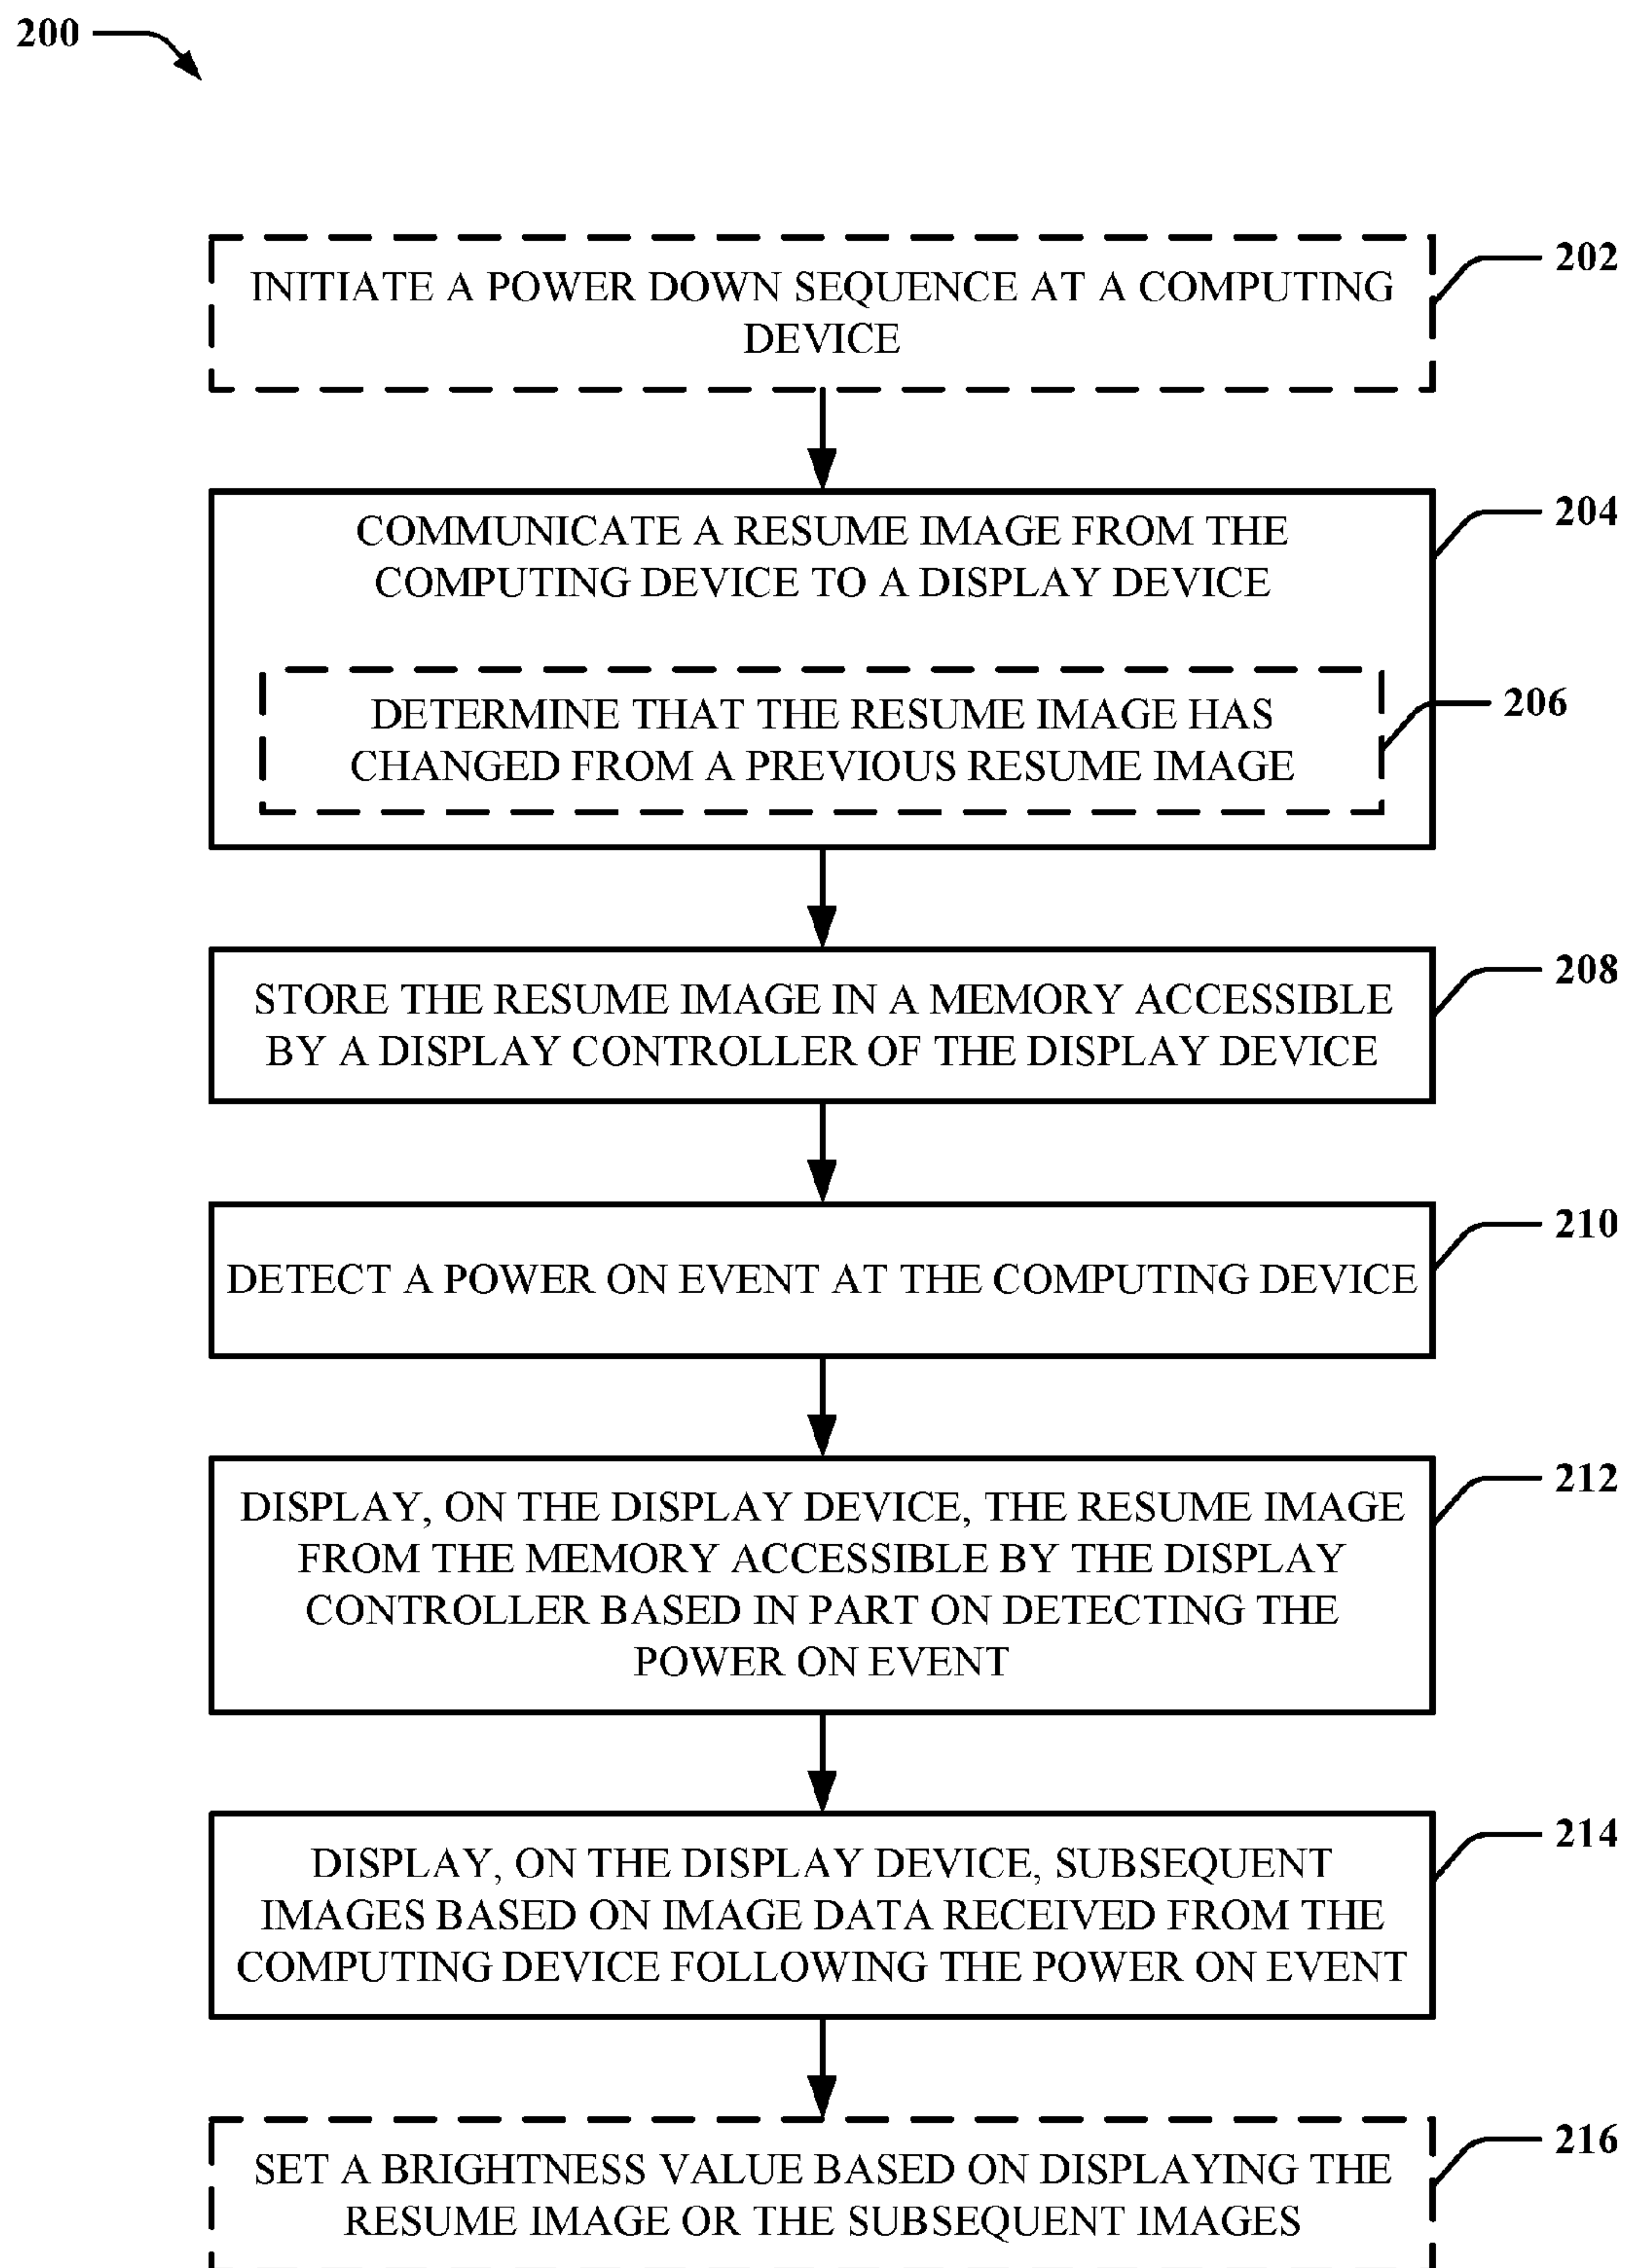 200
INITIATE A POWER DOWN SEQUENCE AT A COMPUTING
DEVICE
202
COMMUNICATE A RESUME IMAGE FROM THE
COMPUTING DEVICE TO A DISPLAY DEVICE
204
DETERMINE THAT THE RESUME IMAGE HAS
CHANGED FROM A PREVIOUS RESUME IMAGE
206
STORE THE RESUME IMAGE IN A MEMORY ACCESSIBLE
BY A DISPLAY CONTROLLER OF THE DISPLAY DEVICE
208
DETECT A POWER ON EVENT AT THE COMPUTING DEVICE
210
DISPLAY, ON THE DISPLAY DEVICE, THE RESUME IMAGE
FROM THE MEMORY ACCESSIBLE BY THE DISPLAY
CONTROLLER BASED IN PART ON DETECTING THE
POWER ON EVENT
212
DISPLAY, ON THE DISPLAY DEVICE, SUBSEQUENT
IMAGES BASED ON IMAGE DATA RECEIVED FROM THE
COMPUTING DEVICE FOLLOWING THE POWER ON EVENT
214
SET A BRIGHTNESS VALUE BASED ON DISPLAYING THE
RESUME IMAGE OR THE SUBSEQUENT IMAGES
216